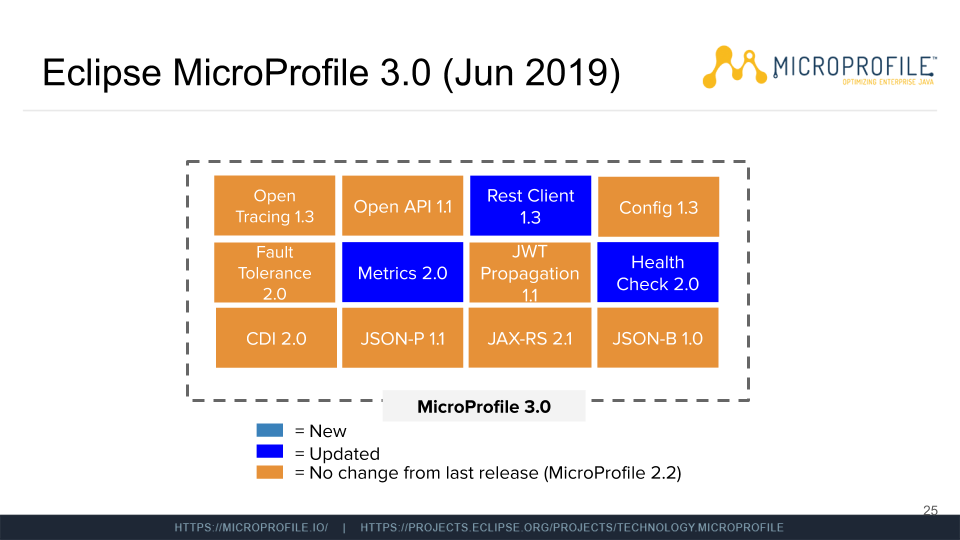 Eclipse MicroProfile 3.0 (Jun 2019)
MICROPROFILE™
OPTIMIZING ENTERPRISE JAVA
Open
Tracing 1.3
Open API 1.1
Rest Client
1.3
Config 1.3
Fault
Tolerance
2.0
Metrics 2.0
JWT
Propagation
1.1
Health
Check 2.0
CDI 2.0
JSON-P 1.1
JAX-RS 2.1
JSON-B 1.0
MicroProfile 3.0
= New
= Updated
= No change from last release (MicroProfile 2.2)
25
HTTPS://MICROPROFILE.IO/ | HTTPS://PROJECTS.ECLIPSE.ORG/PROJECTS/TECHNOLOGY.MICROPROFILE